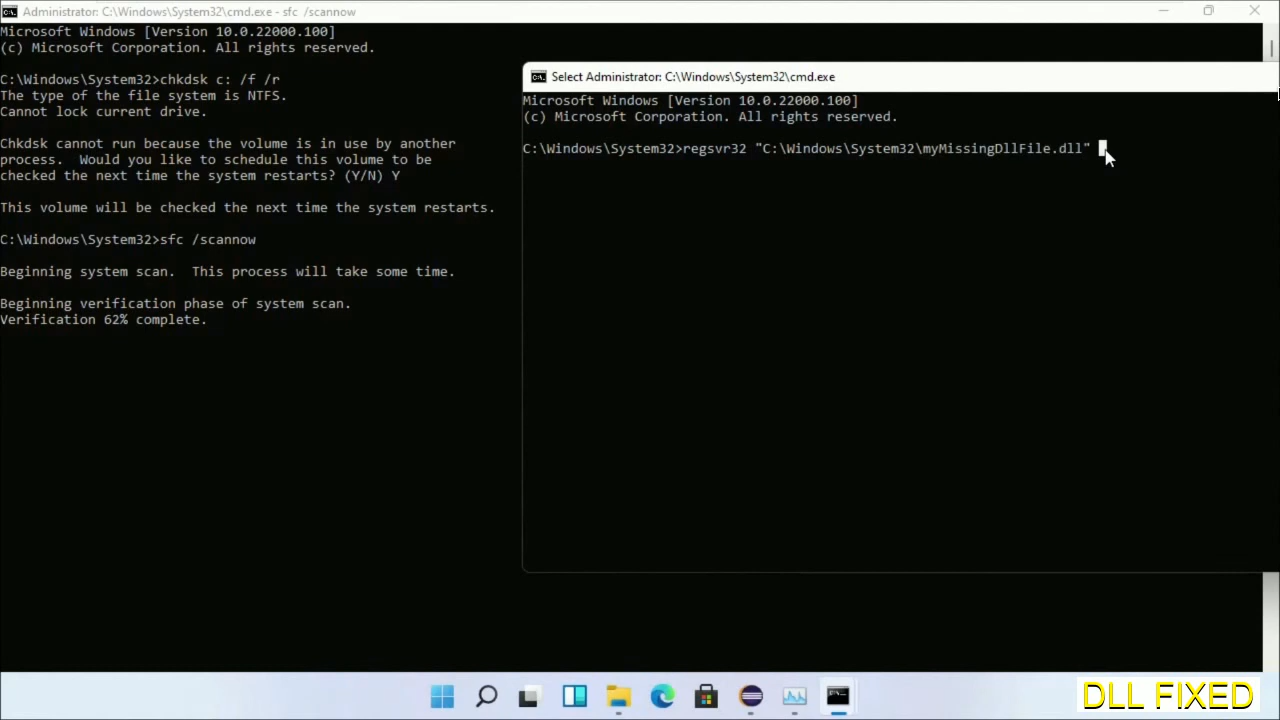 Administrator: C:\Windows\System32\cmd.exe - sfc /scannow
Microsoft Windows [Version 10.0.22000.100]
(c) Microsoft Corporation. All rights reserved.
C:\Windows\System32>chkdsk c: /f /r
The type of the file system is NTFS.
Cannot lock current drive.
Chkdsk cannot run because the volume is in use by another
process.  Would you like to schedule this volume to be
checked the next time the system restarts? (Y/N) Y
This volume will be checked the next time the system restarts.
C:\Windows\System32>sfc /scannow
Beginning system scan.  This process will take some time.
Beginning verification phase of system scan.
Verification 62% complete.
Select Administrator: C:\Windows\System32\cmd.exe
Microsoft Windows [Version 10.0.22000.100]
(c) Microsoft Corporation. All rights reserved.
C:\Windows\System32>regsvr32 "C:\Windows\System32\myMissingDllFile.dll"
DLL FIXED